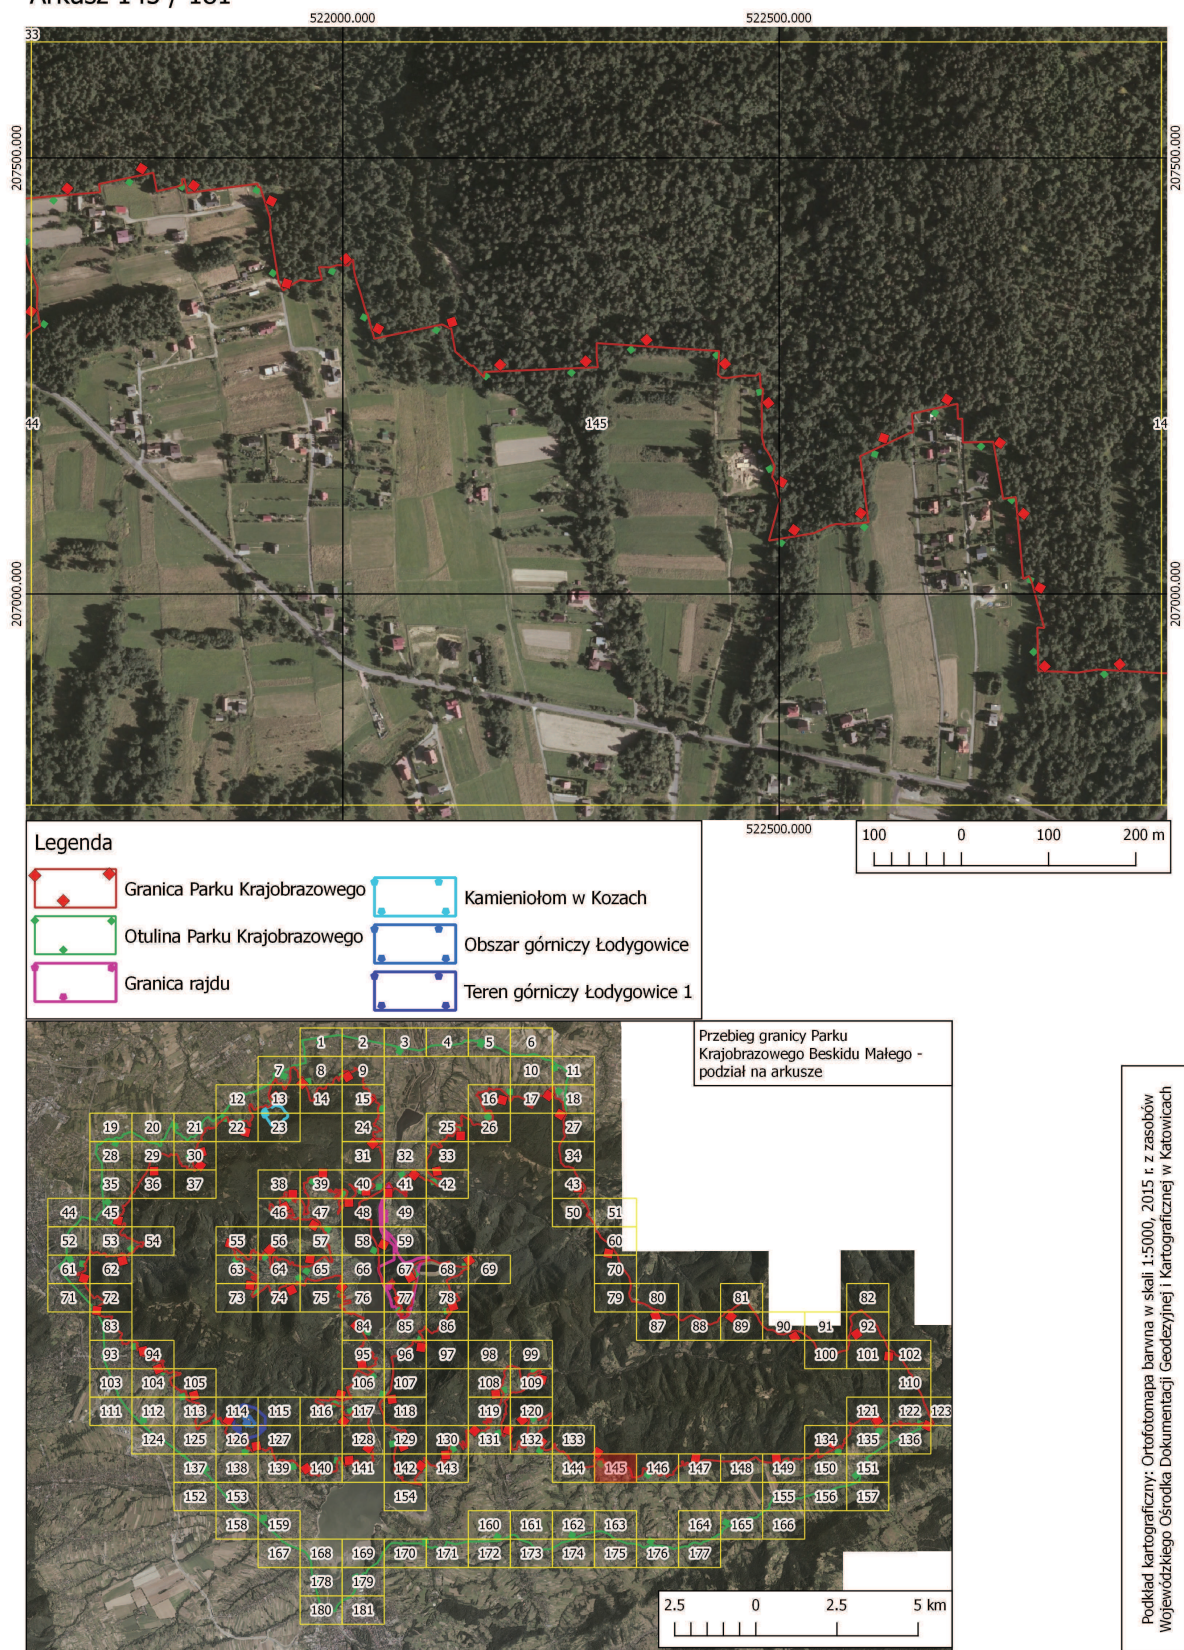 Arkusz 145 / 181
522000.000
522500.000
33
207500.000
207500.000
44
145
14
207000.000
207000.000
522500.000
Legenda
Granica Parku Krajobrazowego
Otulina Parku Krajobrazowego
Granica rajdu
Kamieniołom w Kozach
Obszar górniczy Łodygowice
Teren górniczy Łodygowice 1
100 0 100 200 m
Przebieg granicy Parku
Krajobrazowego Beskidu Małego -
podział na arkusze
1 2 3 4 5 6
7 8 9 10 11
12 13 14 15 16 17 18
19 20 21 22 23 24 25 26 27
28 29 30 31 32 33 34
35 36 37 38 39 40 41 42 43
44 45 46 47 48 49 50 51
52 53 54 55 56 57 58 59 60
61 62 63 64 65 66 67 68 69 70
71 72 73 74 75 76 77 78 79 80 81 82
83 84 85 86 87 88 89 90 91 92
93 94 95 96 97 98 99 100 101 102
103 104 105 106 107 108 109 110
111 112 113 114 115 116 117 118 119 120 121 122 123
124 125 126 127 128 129 130 131 132 133 134 135 136
137 138 139 140 141 142 143 144 145 146 147 148 149 150 151
152 153 154 155 156 157
158 159 160 161 162 163 164 165 166
167 168 169 170 171 172 173 174 175 176 177
178 179
180 181
2.5 0 2.5 5 km
Podkład kartograficzny: Ortofotomapa barwna w skali 1:5000, 2015 r. z zasobów
Wojewódzkiego Ośrodka Dokumentacji Geodezyjnej i Kartograficznej w Katowicach